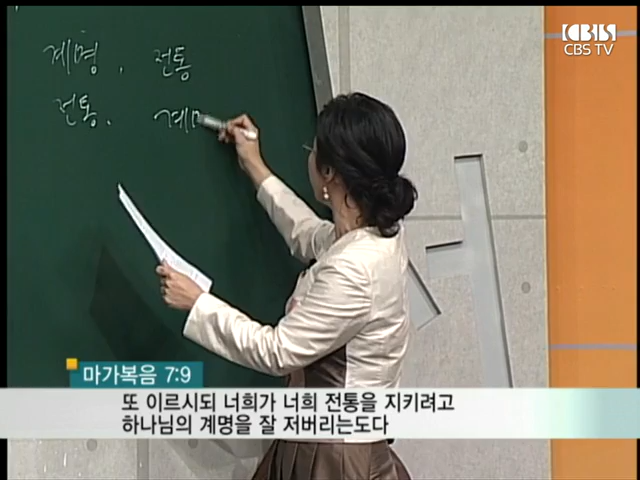 CBS
CBS TV
계명, 전통
전통, 계ㅁ
마가복음 7:9
또 이르시되 너희가 너희 전통을 지키려고
하나님의 계명을 잘 저버리는도다